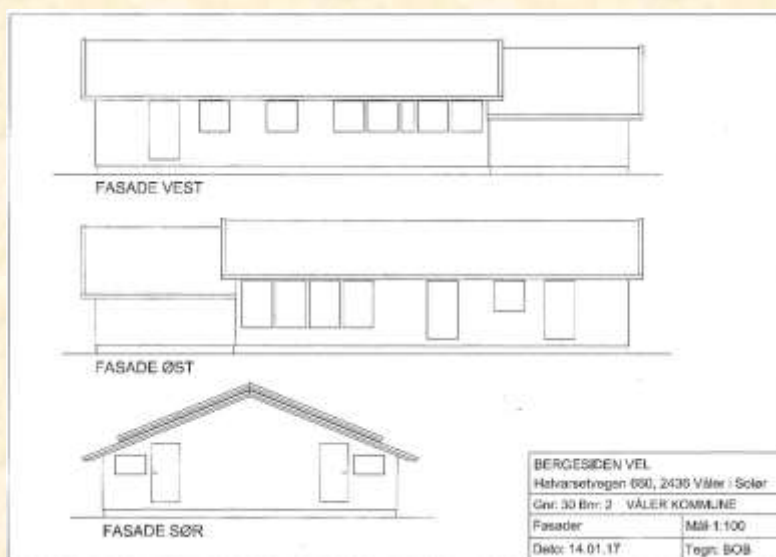 FASADE VEST
FASADE ØST
FASADE SØR
BERGESIDEN VEL
Halvarsetvegen 660, 2436 Våler i Solør
Gnr: 30 Bnr: 2 VÅLER KOMMUNE
Fasader Mål 1:100
Dato: 14.01.17 Tegn: BOB